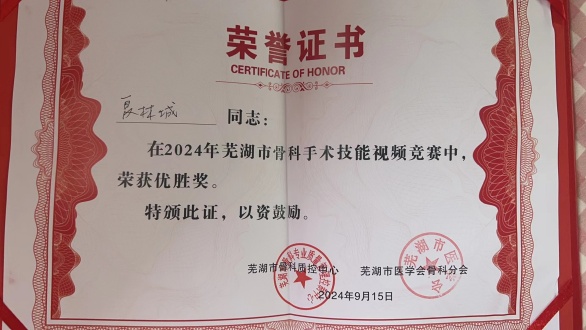 荣誉证书
CERTIFICATE OF HONOR
夏林城 同志：
在2024年芜湖市骨科手术技能视频竞赛中，
荣获优胜奖。
特颁此证，以资鼓励。
芜湖市骨科质控中心 芜湖市医学会骨科分会
2024年9月15日